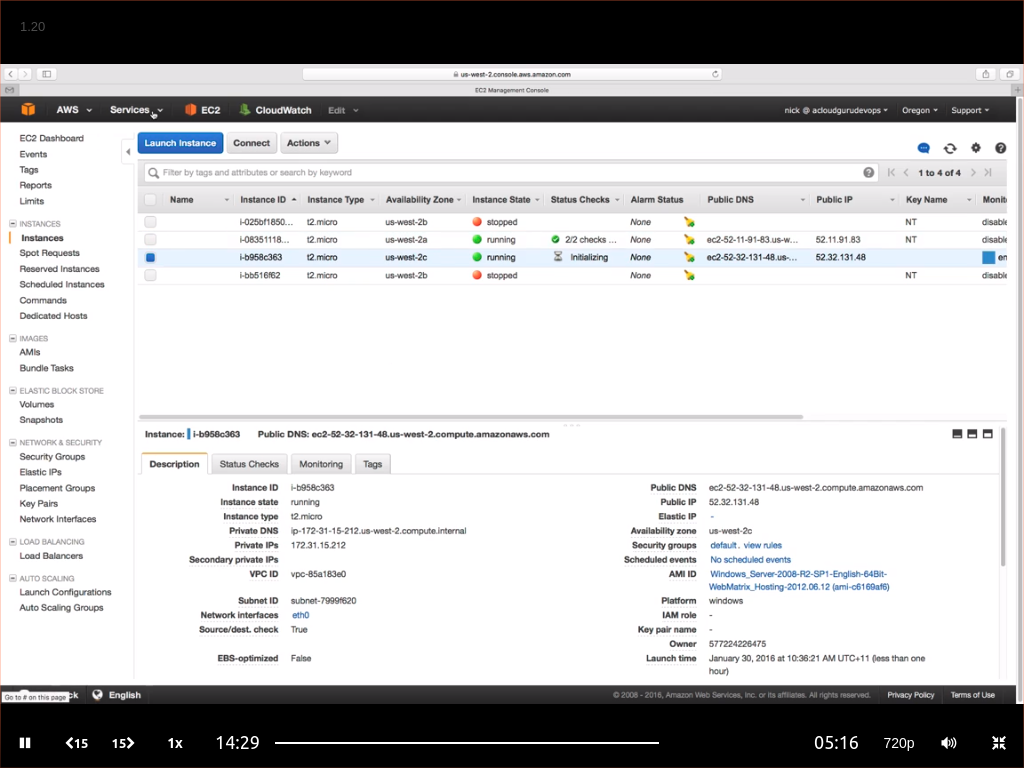 1.20
us-west-2.console.aws.amazon.com
EC2 Management Console
AWS Services EC2 CloudWatch Edit nick @ acloudgurudevops Oregon Support
EC2 Dashboard
Events
Tags
Reports
Limits
INSTANCES
Instances
Spot Requests
Reserved Instances
Scheduled Instances
Commands
Dedicated Hosts
IMAGES
AMIs
Bundle Tasks
ELASTIC BLOCK STORE
Volumes
Snapshots
NETWORK & SECURITY
Security Groups
Elastic IPs
Placement Groups
Key Pairs
Network Interfaces
LOAD BALANCING
Load Balancers
AUTO SCALING
Launch Configurations
Auto Scaling Groups
Launch Instance Connect Actions
Filter by tags and attributes or search by keyword 1 to 4 of 4
Name Instance ID Instance Type Availability Zone Instance State Status Checks Alarm Status Public DNS Public IP Key Name Monit
i-025bf1850... t2.micro us-west-2b stopped None NT disable
i-08351118... t2.micro us-west-2a running 2/2 checks ... None ec2-52-11-91-83.us-w... 52.11.91.83 NT disable
i-b958c363 t2.micro us-west-2c running Initializing None ec2-52-32-131-48.us-... 52.32.131.48 en
i-bb516f62 t2.micro us-west-2b stopped None NT disable
Instance: i-b958c363 Public DNS: ec2-52-32-131-48.us-west-2.compute.amazonaws.com
Description Status Checks Monitoring Tags
Instance ID i-b958c363
Instance state running
Instance type t2.micro
Private DNS ip-172-31-15-212.us-west-2.compute.internal
Private IPs 172.31.15.212
Secondary private IPs
VPC ID vpc-85a183e0
Subnet ID subnet-7999f620
Network interfaces eth0
Source/dest. check True
EBS-optimized False
Public DNS ec2-52-32-131-48.us-west-2.compute.amazonaws.com
Public IP 52.32.131.48
Elastic IP -
Availability zone us-west-2c
Security groups default. view rules
Scheduled events No scheduled events
AMI ID Windows_Server-2008-R2-SP1-English-64Bit-
WebMatrix_Hosting-2012.06.12 (ami-c6169af6)
Platform windows
IAM role -
Key pair name -
Owner 577224226475
Launch time January 30, 2016 at 10:36:21 AM UTC+11 (less than one
hour)
Go to # on this page ck English © 2008 - 2016, Amazon Web Services, Inc. or its affiliates. All rights reserved. Privacy Policy Terms of Use
15 15 1x 14:29 05:16 720p